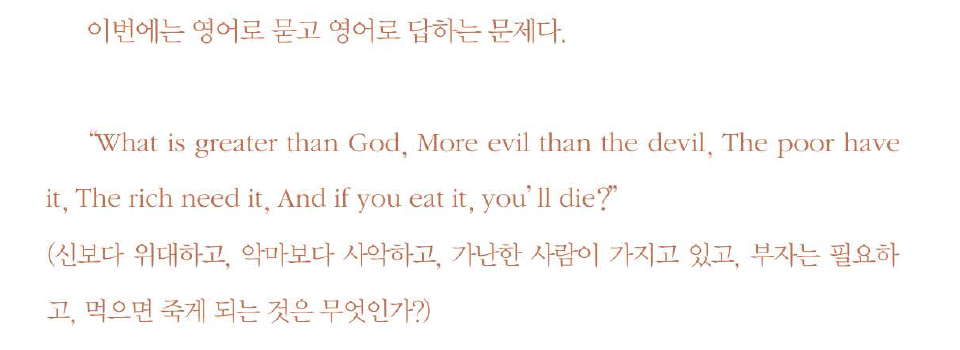 이번에는 영어로 묻고 영어로 답하는 문제다.
“What is greater than God, More evil than the devil, The poor have
it, The rich need it, And if you eat it, you’ll die?”
(신보다 위대하고, 악마보다 사악하고, 가난한 사람이 가지고 있고, 부자는 필요하
고, 먹으면 죽게 되는 것은 무엇인가?)